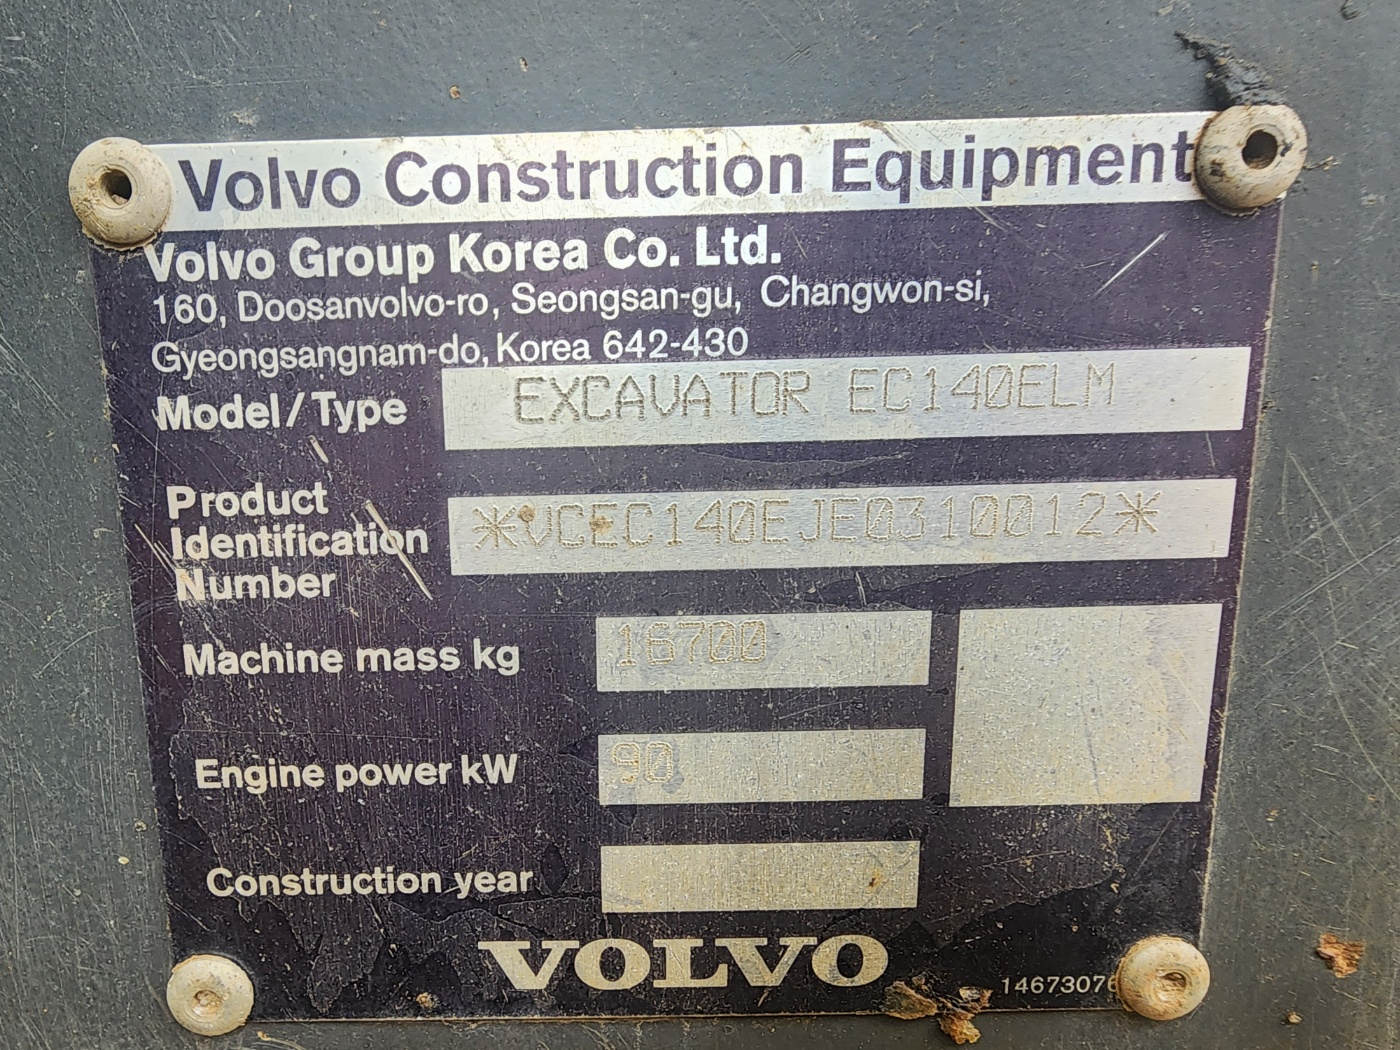 Volvo Construction Equipment
Volvo Group Korea Co. Ltd.
160, Doosanvolvo-ro, Seongsan-gu, Changwon-si,
Gyeongsangnam-do, Korea 642-430
Model/Type EXCAVATOR EC140ELM
Product
Identification
Number
*VCEC140EJE0310012*
Machine mass kg 16700
Engine power kW 90
Construction year
VOLVO